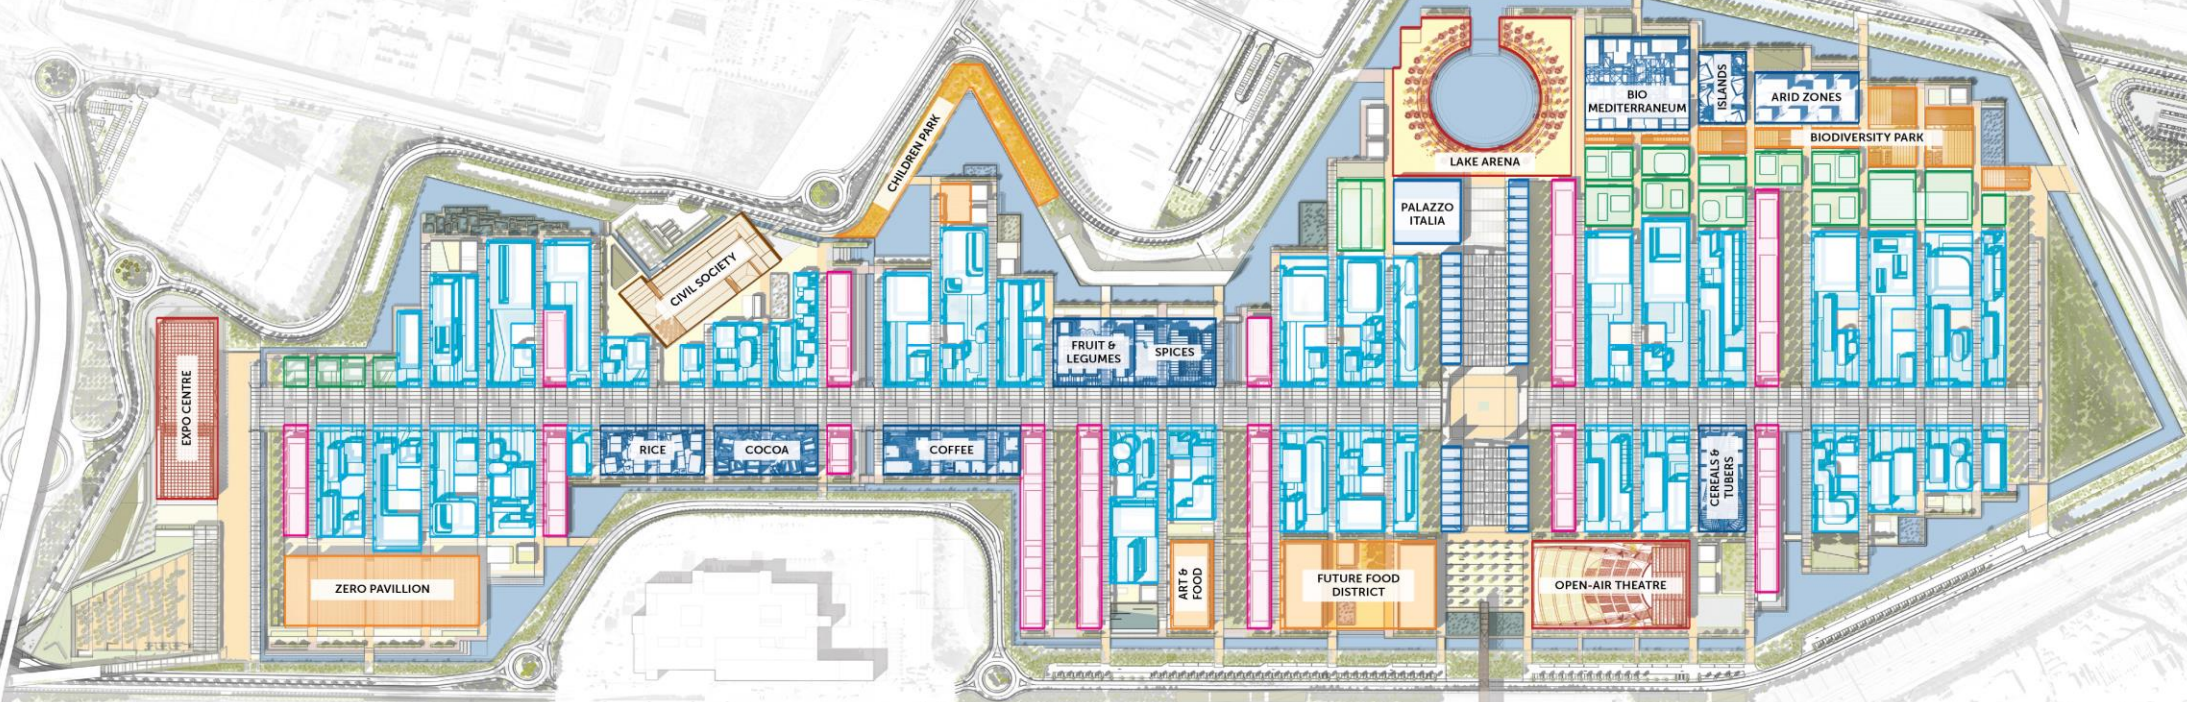 BIO
MEDITERRANEUM
ISLANDS
ARID ZONES
BIODIVERSITY PARK
LAKE ARENA
CHILDREN PARK
PALAZZO
ITALIA
CIVIL SOCIETY
FRUIT &
LEGUMES
SPICES
EXPO CENTRE
RICE
COCOA
COFFEE
CEREALS &
TUBERS
ZERO PAVILLION
ART &
FOOD
FUTURE FOOD
DISTRICT
OPEN-AIR THEATRE